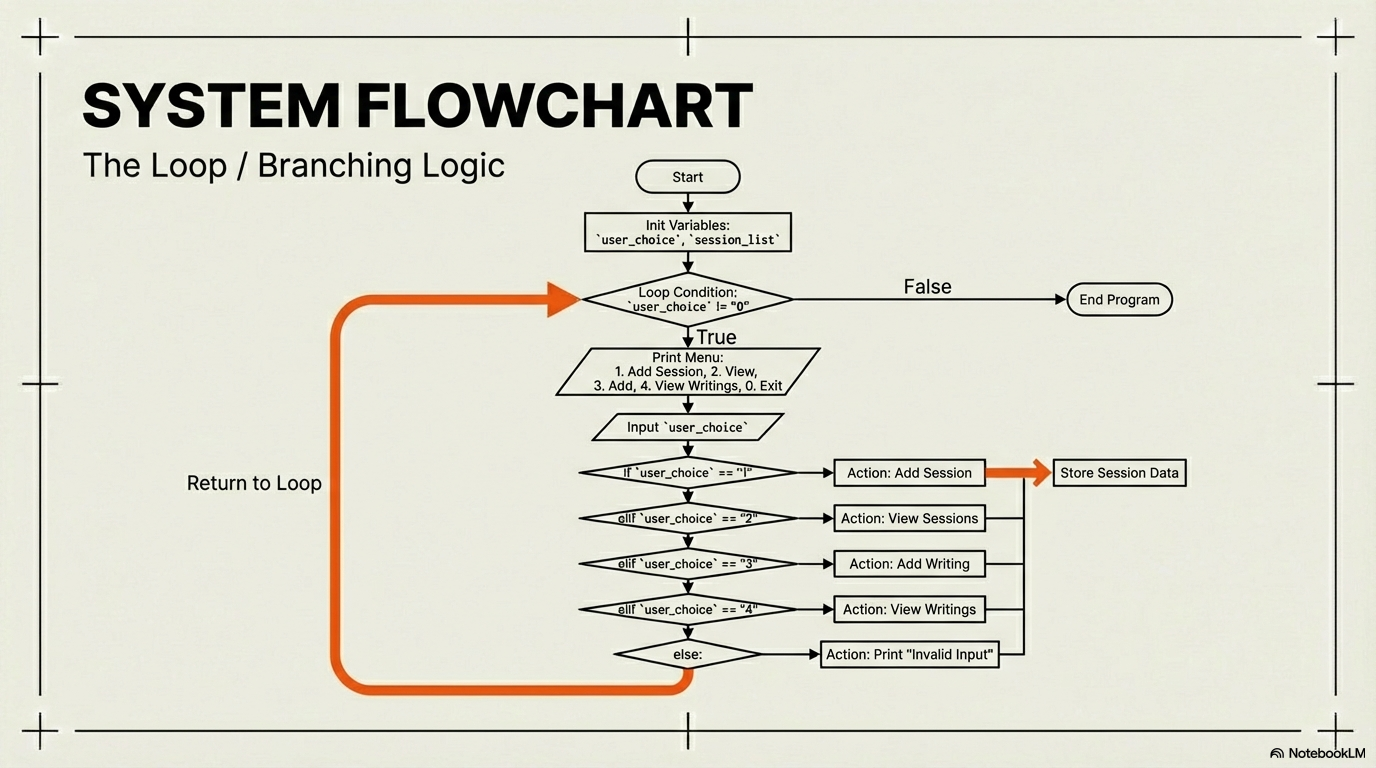 SYSTEM FLOWCHART
The Loop / Branching Logic
Start
Init Variables:
`user_choice`, `session_list`
Loop Condition:
`user_choice` != "0"
False
End Program
True
Print Menu:
1. Add Session, 2. View,
3. Add, 4. View Writings, 0. Exit
Input `user_choice`
if `user_choice` == "1"
Action: Add Session
Store Session Data
Return to Loop
elif `user_choice` == "2"
Action: View Sessions
elif `user_choice` == "3"
Action: Add Writing
elif `user_choice` == "4"
Action: View Writings
else:
Action: Print "Invalid Input"
NotebookLM